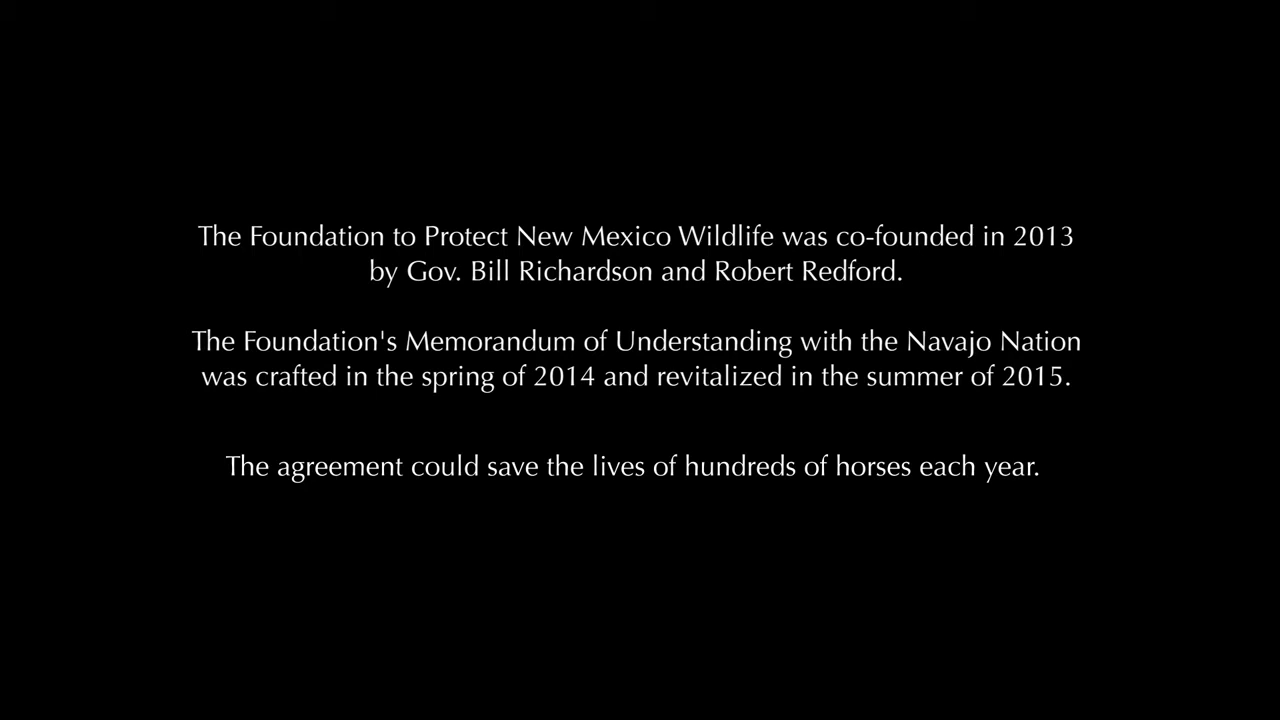 The Foundation to Protect New Mexico Wildlife was co-founded in 2013
by Gov. Bill Richardson and Robert Redford.
The Foundation's Memorandum of Understanding with the Navajo Nation
was crafted in the spring of 2014 and revitalized in the summer of 2015.
The agreement could save the lives of hundreds of horses each year.